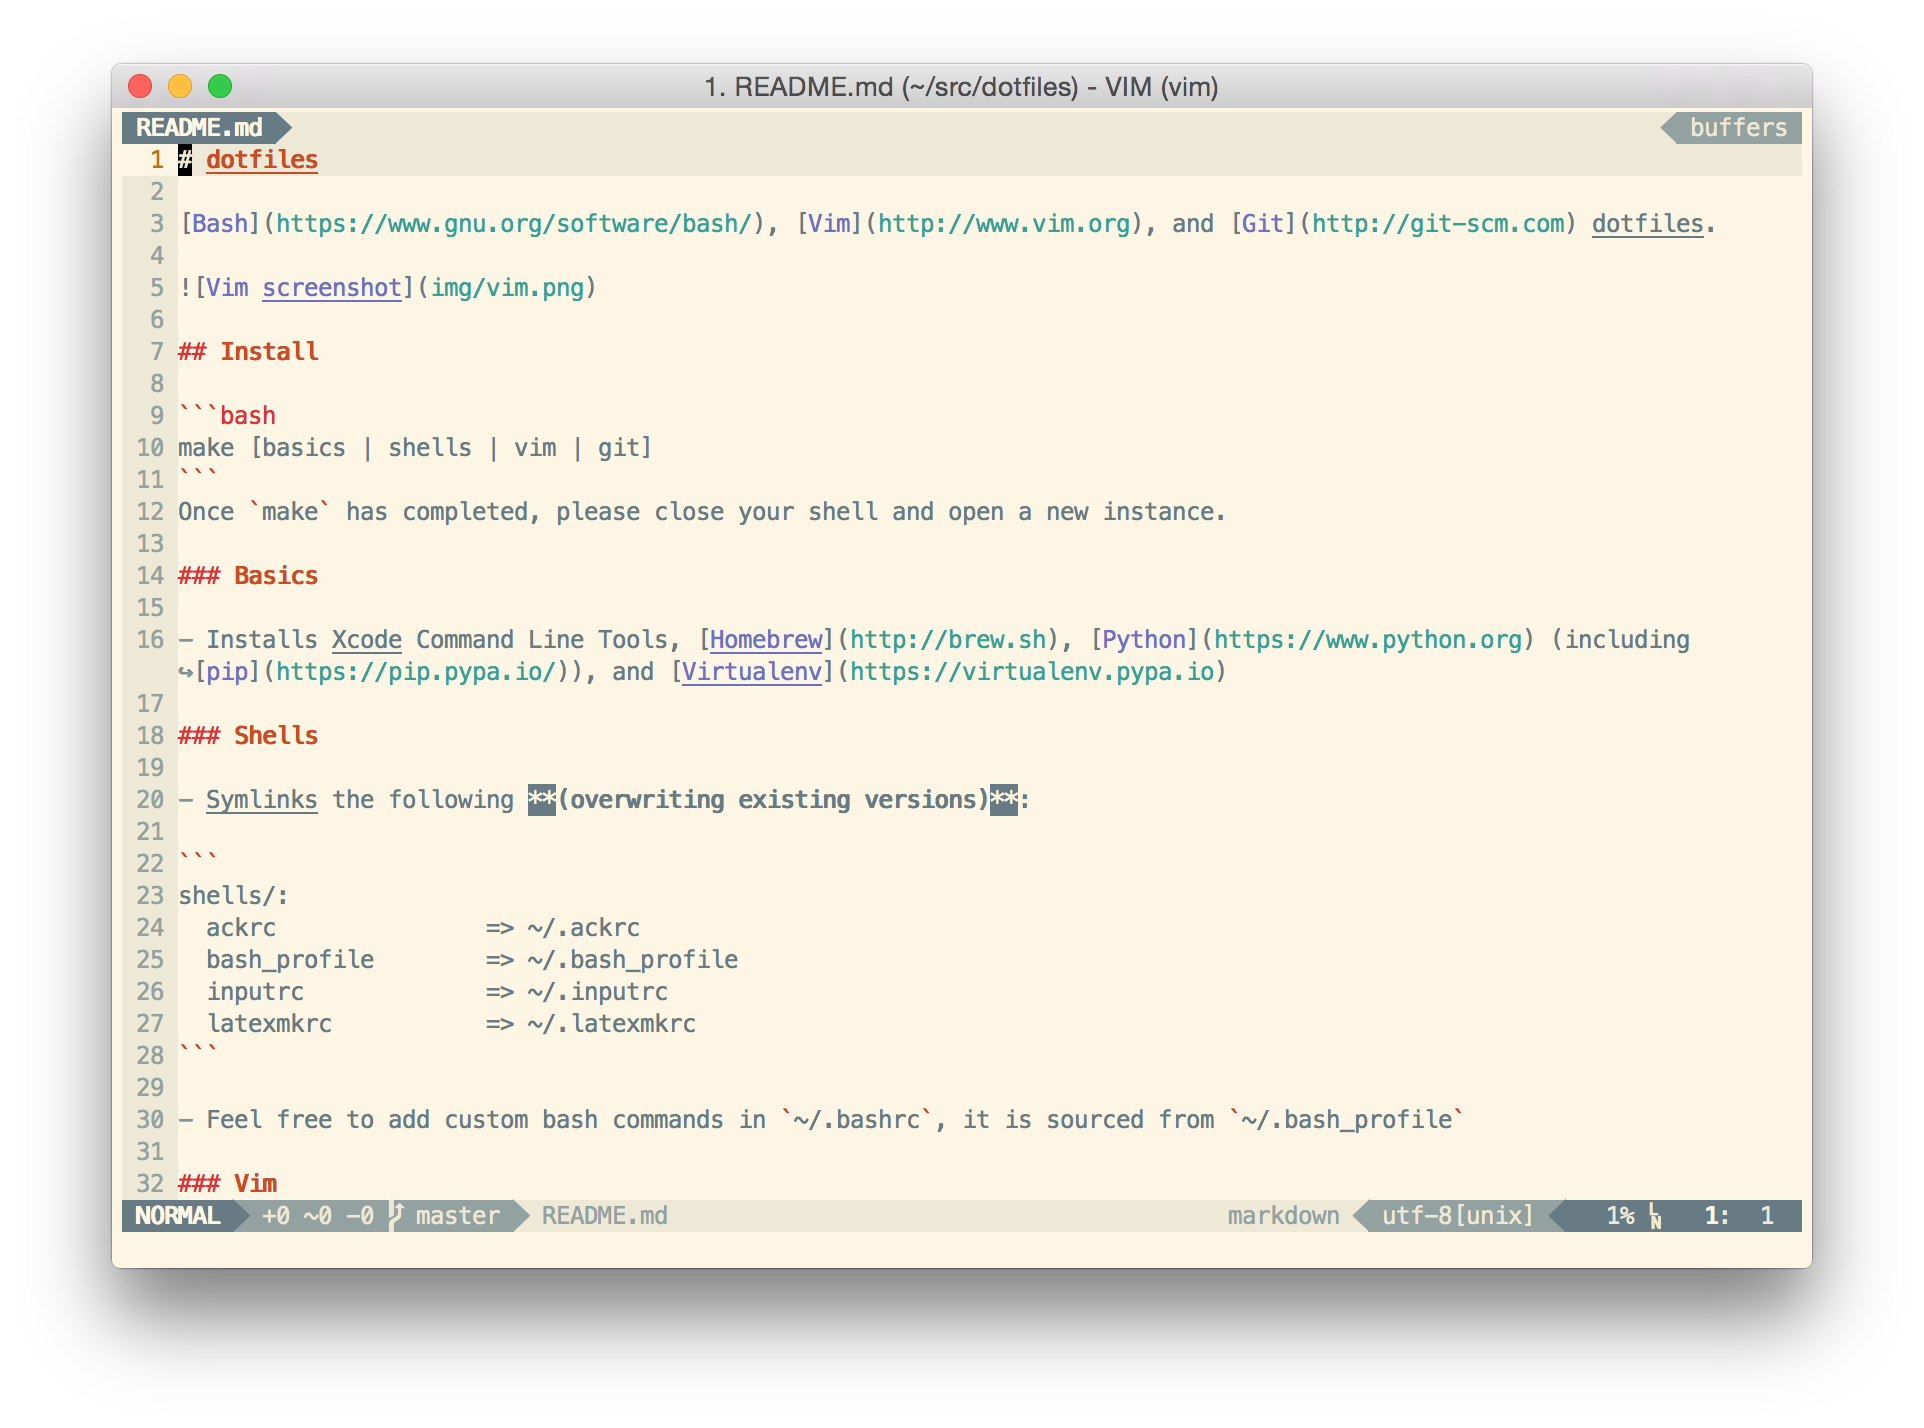 1. README.md (~/src/dotfiles) - VIM (vim)
README.md buffers
1 # dotfiles
2
3 [Bash](https://www.gnu.org/software/bash/), [Vim](http://www.vim.org), and [Git](http://git-scm.com) dotfiles.
4
5 ![Vim screenshot](img/vim.png)
6
7 ## Install
8
9 ```bash
10 make [basics | shells | vim | git]
11 ```
12 Once `make` has completed, please close your shell and open a new instance.
13
14 ### Basics
15
16 - Installs Xcode Command Line Tools, [Homebrew](http://brew.sh), [Python](https://www.python.org) (including
↪[pip](https://pip.pypa.io/)), and [Virtualenv](https://virtualenv.pypa.io)
17
18 ### Shells
19
20 - Symlinks the following **(overwriting existing versions)**:
21
22 ```
23 shells/:
24   ackrc               => ~/.ackrc
25   bash_profile        => ~/.bash_profile
26   inputrc             => ~/.inputrc
27   latexmkrc           => ~/.latexmkrc
28 ```
29
30 - Feel free to add custom bash commands in `~/.bashrc`, it is sourced from `~/.bash_profile`
31
32 ### Vim
NORMAL +0 ~0 -0 master README.md markdown utf-8[unix] 1% LN 1: 1